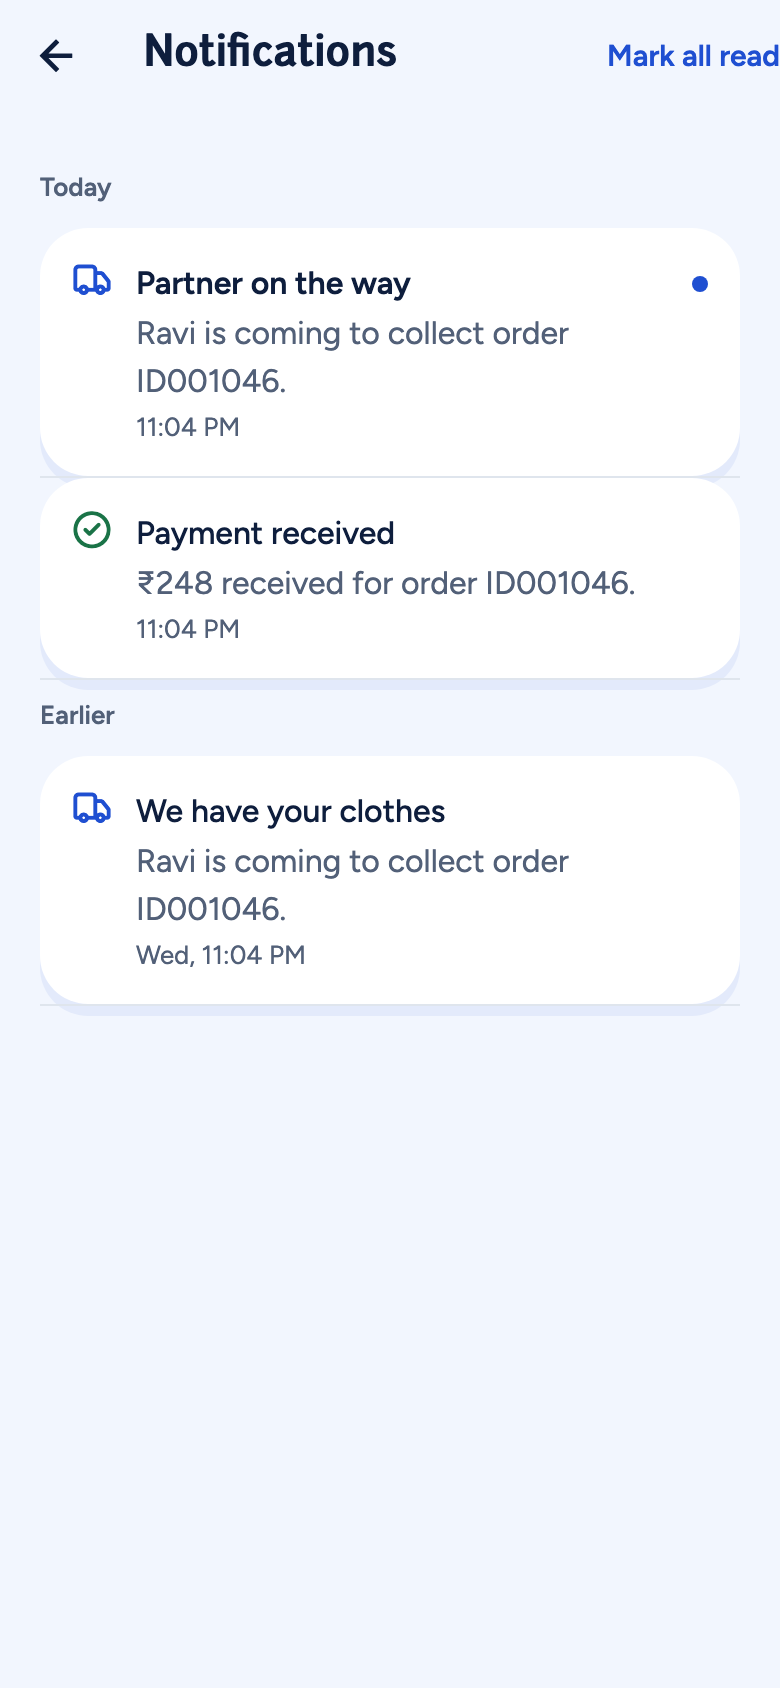 Notifications
Mark all read
Today
Partner on the way
Ravi is coming to collect order
ID001046.
11:04 PM
Payment received
₹248 received for order ID001046.
11:04 PM
Earlier
We have your clothes
Ravi is coming to collect order
ID001046.
Wed, 11:04 PM